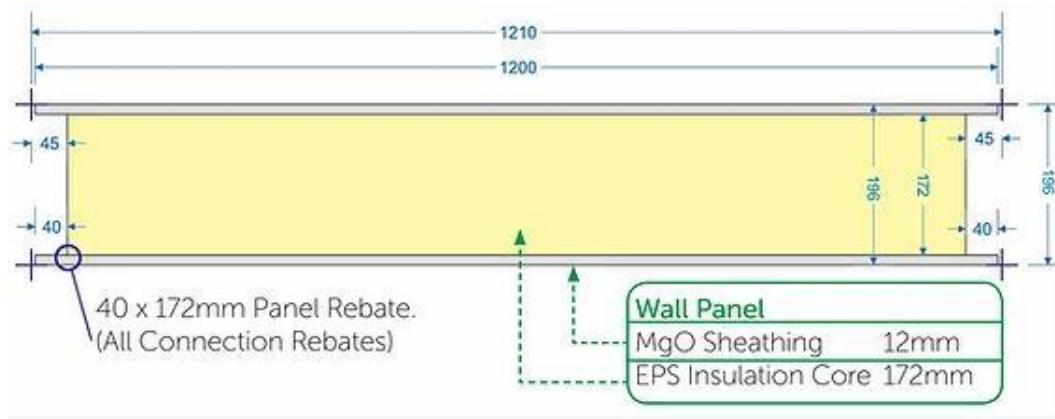 1210
1200
45
45
196
172
196
40
40
40 x 172mm Panel Rebate.
(All Connection Rebates)
Wall Panel
MgO Sheathing 12mm
EPS Insulation Core 172mm